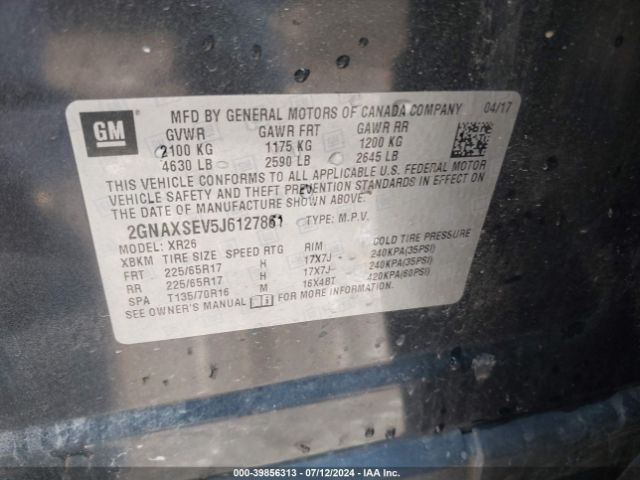 GM
MFD BY GENERAL MOTORS OF CANADA COMPANY 04/17
GVWR GAWR FRT GAWR RR
2100 KG 1175 KG 1200 KG
4630 LB 2590 LB 2645 LB
THIS VEHICLE CONFORMS TO ALL APPLICABLE U.S. FEDERAL MOTOR
VEHICLE SAFETY AND THEFT PREVENTION STANDARDS IN EFFECT ON
THE DATE OF MANUFACTURE SHOWN ABOVE.
2GNAXSEV5J6127861 TYPE: M.P.V.
MODEL: XR26
XBKM TIRE SIZE SPEED RTG RIM COLD TIRE PRESSURE
FRT 225/65R17 H 17X7J 240KPA(35PSI)
RR 225/65R17 H 17X7J 240KPA(35PSI)
SPA T135/70R16 M 16X4BT 420KPA(60PSI)
SEE OWNER'S MANUAL FOR MORE INFORMATION.
000-39856313 - 07/12/2024 - IAA Inc.